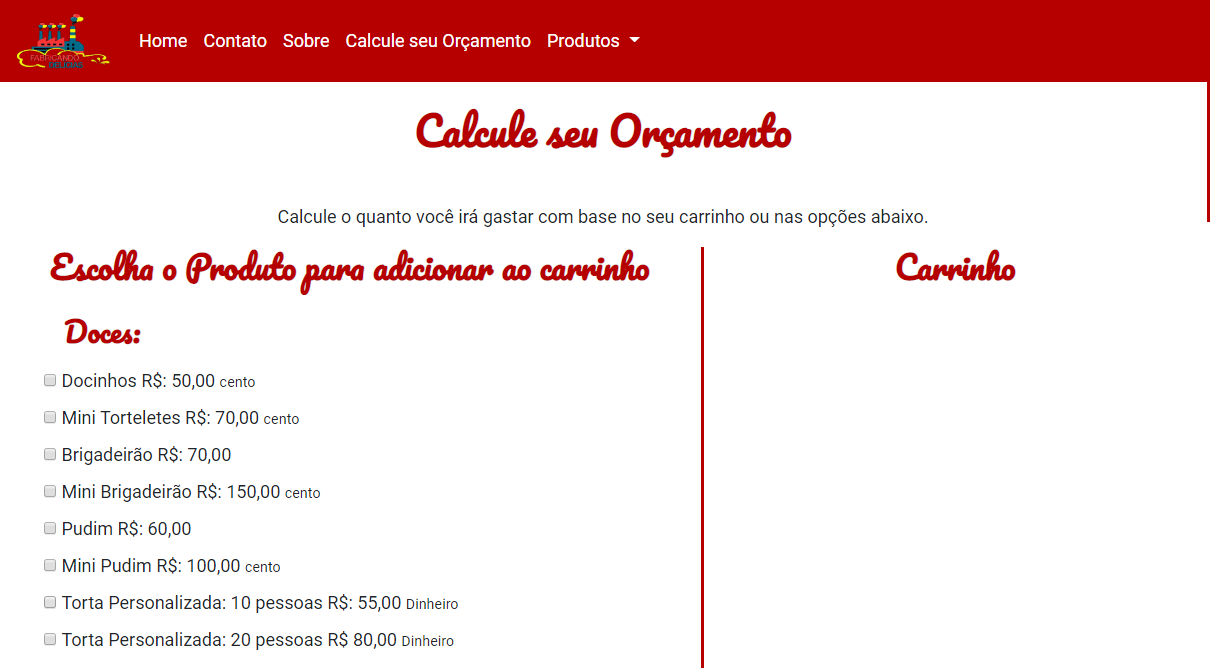 FABRICANDO
DELÍCIAS
Home Contato Sobre Calcule seu Orçamento Produtos
Calcule seu Orçamento
Calcule o quanto você irá gastar com base no seu carrinho ou nas opções abaixo.
Escolha o Produto para adicionar ao carrinho
Doces:
Docinhos R$: 50,00 cento
Mini Torteletes R$: 70,00 cento
Brigadeirão R$: 70,00
Mini Brigadeirão R$: 150,00 cento
Pudim R$: 60,00
Mini Pudim R$: 100,00 cento
Torta Personalizada: 10 pessoas R$: 55,00 Dinheiro
Torta Personalizada: 20 pessoas R$ 80,00 Dinheiro
Carrinho